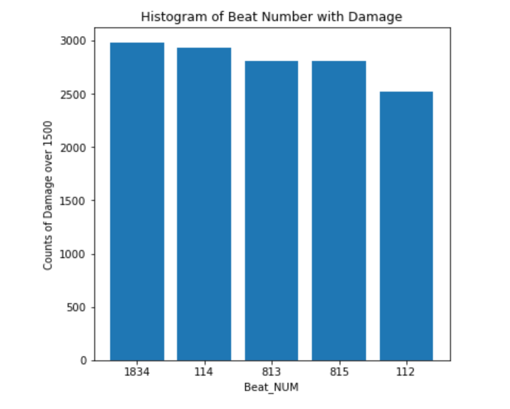 Histogram of Beat Number with Damage
Counts of Damage over 1500
3000
2500
2000
1500
1000
500
0
1834 114 813 815 112
Beat_NUM